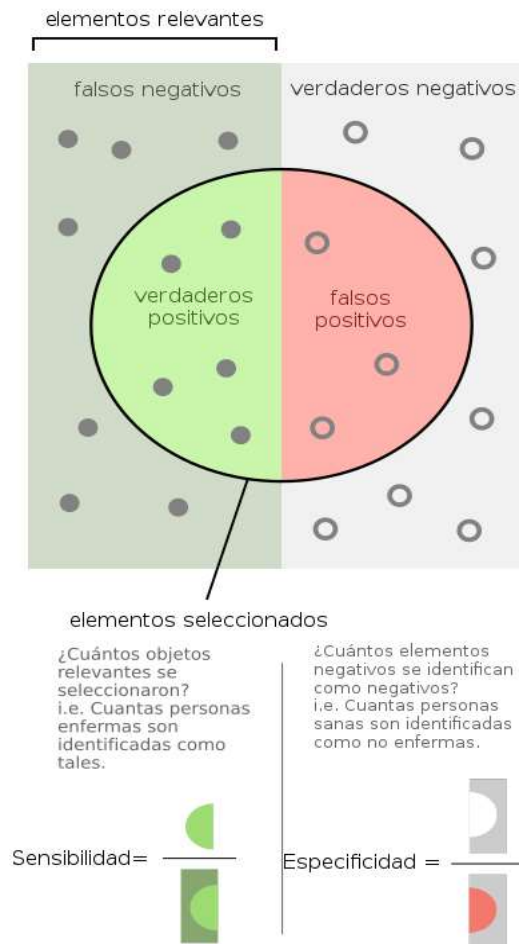 elementos relevantes
falsos negativos
verdaderos negativos
verdaderos
positivos
falsos
positivos
elementos seleccionados
¿Cuántos objetos
relevantes se
seleccionaron?
i.e. Cuantas personas
enfermas son
identificadas como
tales.
¿Cuántos elementos
negativos se identifican
como negativos?
i.e. Cuantas personas
sanas son identificadas
como no enfermas.
Sensibilidad=
Especificidad =